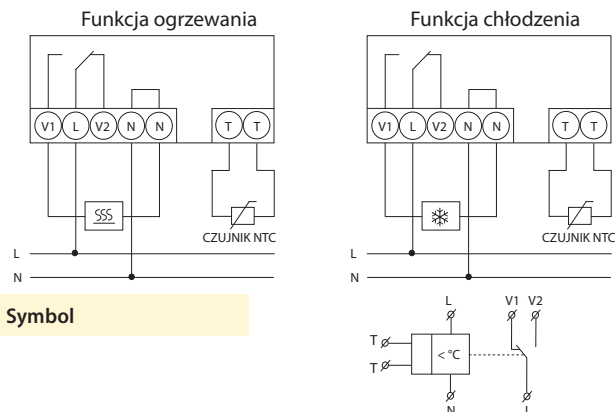 Funkcja ogrzewania
V1 L V2 N N T T
CZUJNIK NTC
L
N
Funkcja chłodzenia
V1 L V2 N N T T
CZUJNIK NTC
L
N
Symbol
L V1 V2
T
T
< °C
N L